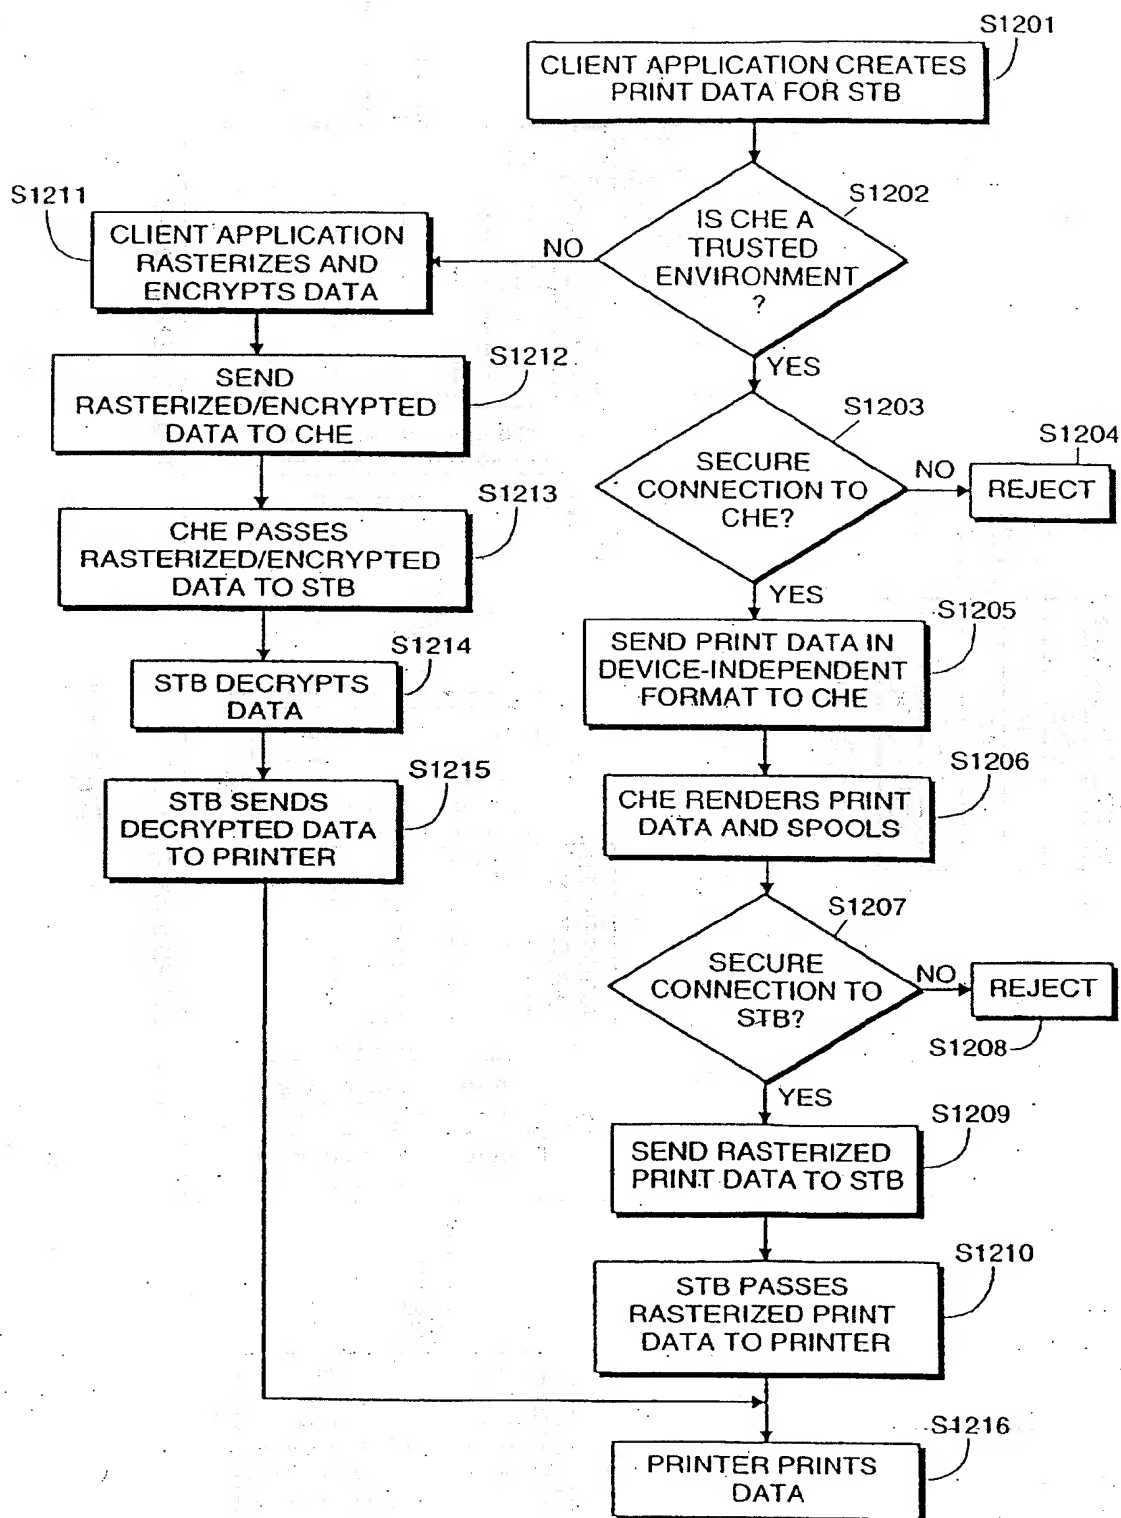 S1201
CLIENT APPLICATION CREATES
PRINT DATA FOR STB
S1202
IS CHE A
TRUSTED
ENVIRONMENT
?
NO
YES
S1211
CLIENT APPLICATION
RASTERIZES AND
ENCRYPTS DATA
S1212
SEND
RASTERIZED/ENCRYPTED
DATA TO CHE
S1213
CHE PASSES
RASTERIZED/ENCRYPTED
DATA TO STB
S1214
STB DECRYPTS
DATA
S1215
STB SENDS
DECRYPTED DATA
TO PRINTER
S1203
SECURE
CONNECTION TO
CHE?
NO
S1204
REJECT
YES
S1205
SEND PRINT DATA IN
DEVICE-INDEPENDENT
FORMAT TO CHE
S1206
CHE RENDERS PRINT
DATA AND SPOOLS
S1207
SECURE
CONNECTION TO
STB?
NO
REJECT
S1208
YES
S1209
SEND RASTERIZED
PRINT DATA TO STB
S1210
STB PASSES
RASTERIZED PRINT
DATA TO PRINTER
S1216
PRINTER PRINTS
DATA